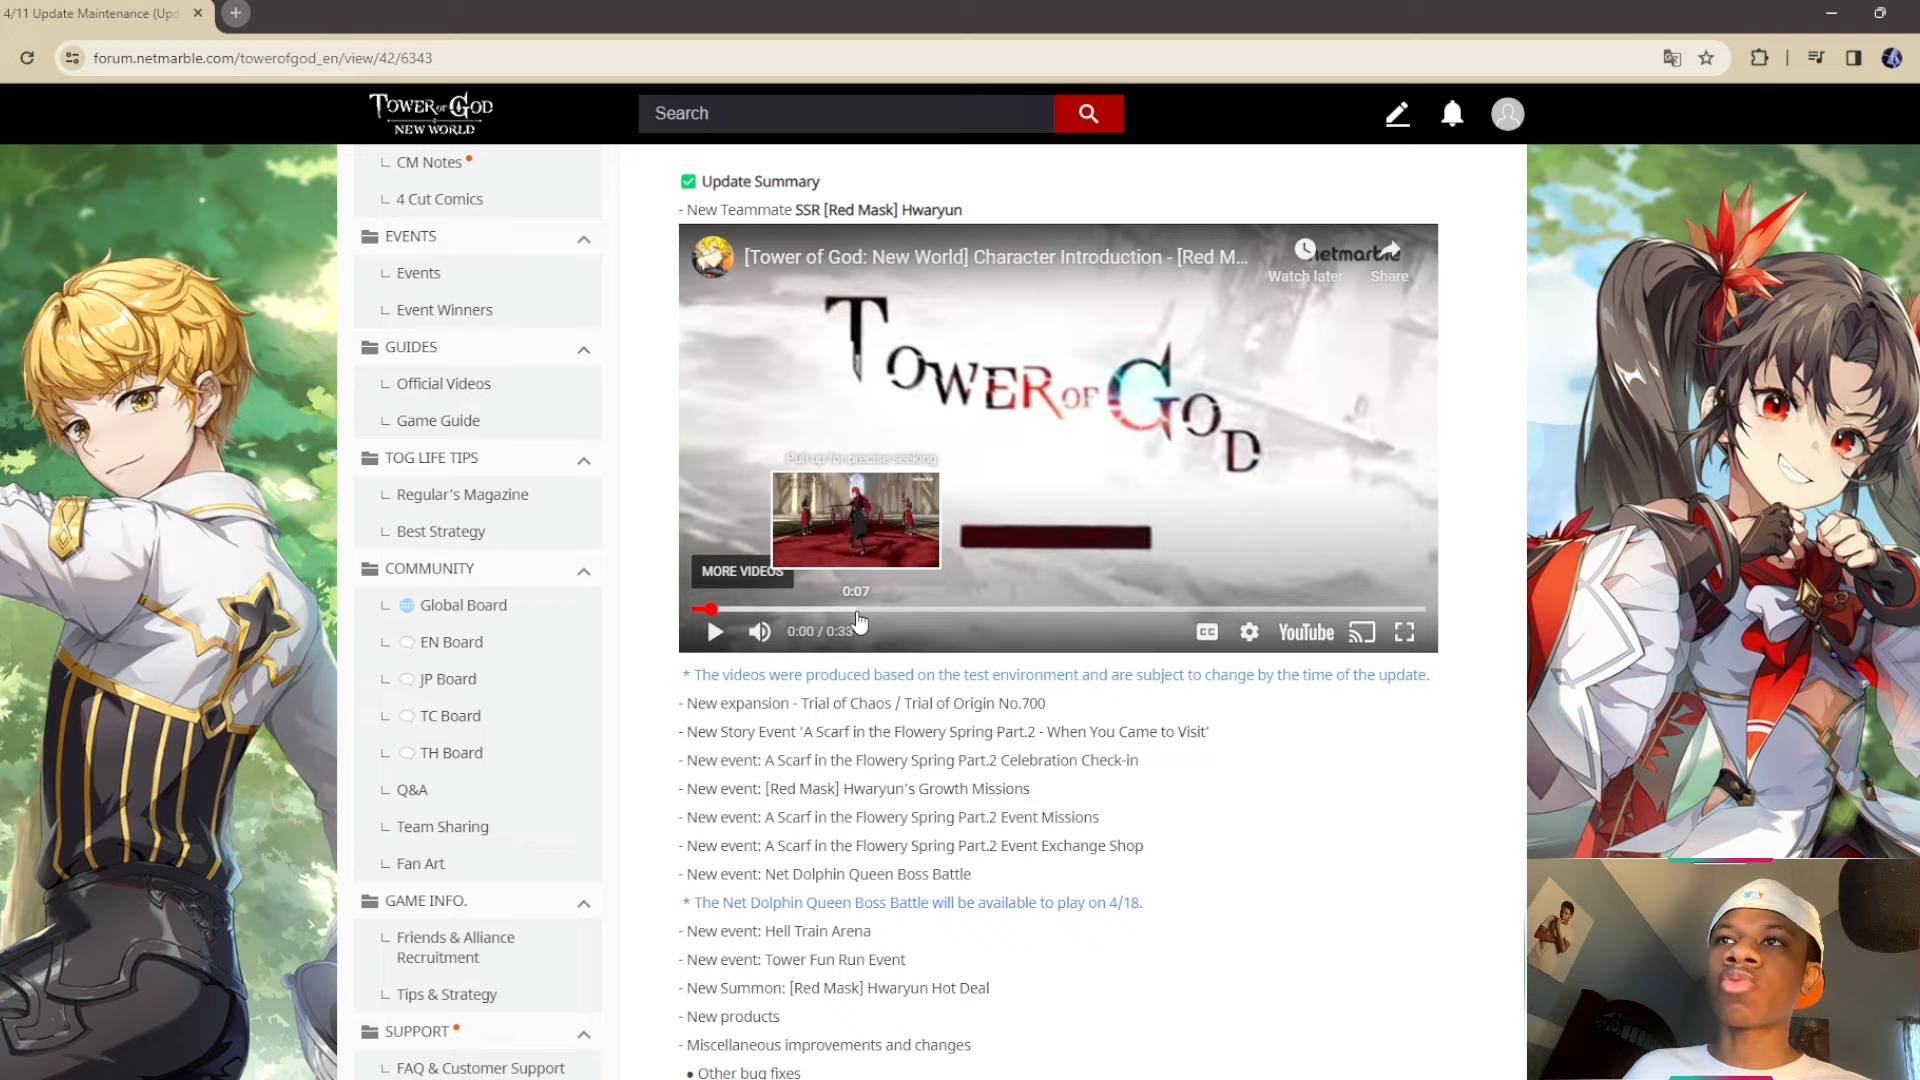 4/11 Update Maintenance (Upd
forum.netmarble.com/towerofgod_en/view/42/6343
TOWER OF GOD
NEW WORLD
Search
CM Notes
4 Cut Comics
EVENTS
Events
Event Winners
GUIDES
Official Videos
Game Guide
TOG LIFE TIPS
Regular's Magazine
Best Strategy
COMMUNITY
Global Board
EN Board
JP Board
TC Board
TH Board
Q&A
Team Sharing
Fan Art
GAME INFO.
Friends & Alliance
Recruitment
Tips & Strategy
SUPPORT
FAQ & Customer Support
Update Summary
- New Teammate SSR [Red Mask] Hwaryun
[Tower of God: New World] Character Introduction - [Red M...
netmarble
Watch later
Share
TOWER OF GOD
Pull up for precise seeking
MORE VIDEOS
0:07
0:00 / 0:33
CC
YouTube
* The videos were produced based on the test environment and are subject to change by the time of the update.
- New expansion - Trial of Chaos / Trial of Origin No.700
- New Story Event ‘A Scarf in the Flowery Spring Part.2 - When You Came to Visit’
- New event: A Scarf in the Flowery Spring Part.2 Celebration Check-in
- New event: [Red Mask] Hwaryun's Growth Missions
- New event: A Scarf in the Flowery Spring Part.2 Event Missions
- New event: A Scarf in the Flowery Spring Part.2 Event Exchange Shop
- New event: Net Dolphin Queen Boss Battle
* The Net Dolphin Queen Boss Battle will be available to play on 4/18.
- New event: Hell Train Arena
- New event: Tower Fun Run Event
- New Summon: [Red Mask] Hwaryun Hot Deal
- New products
- Miscellaneous improvements and changes
● Other bug fixes